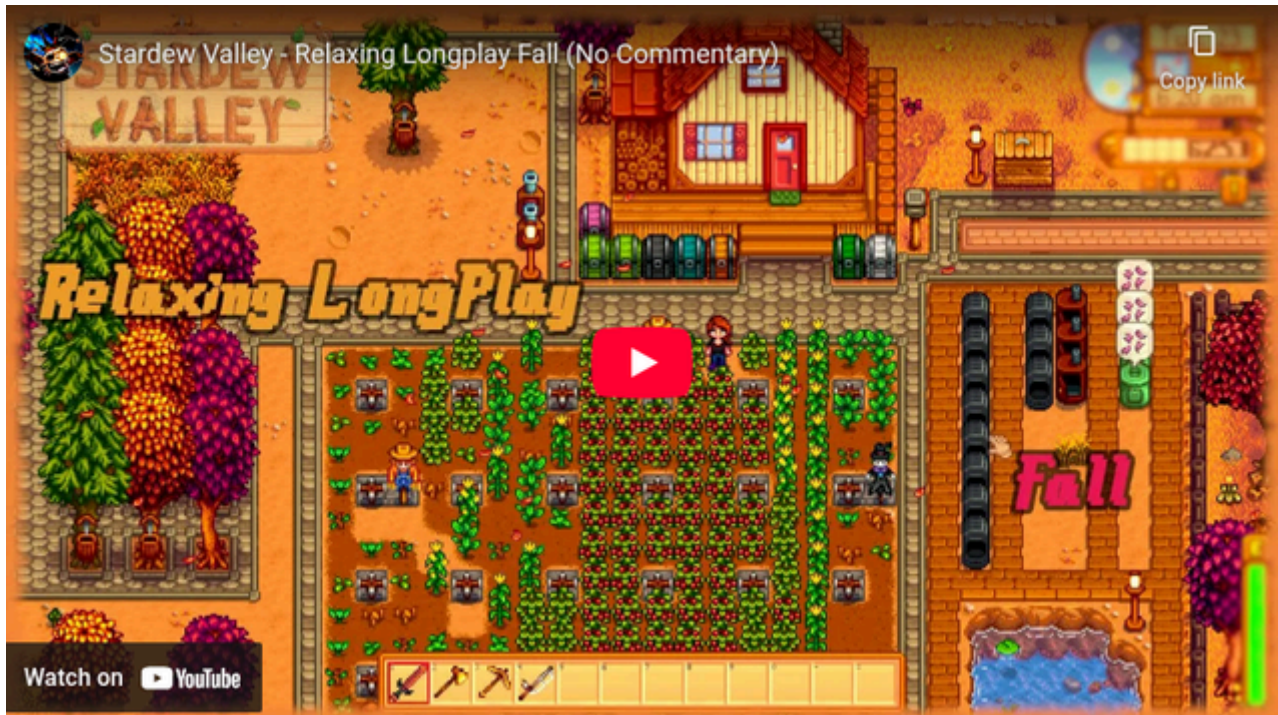 Stardew Valley - Relaxing Longplay Fall (No Commentary)
Copy link
STARDEW
VALLEY
Relaxing LongPlay
Fall
Watch on YouTube